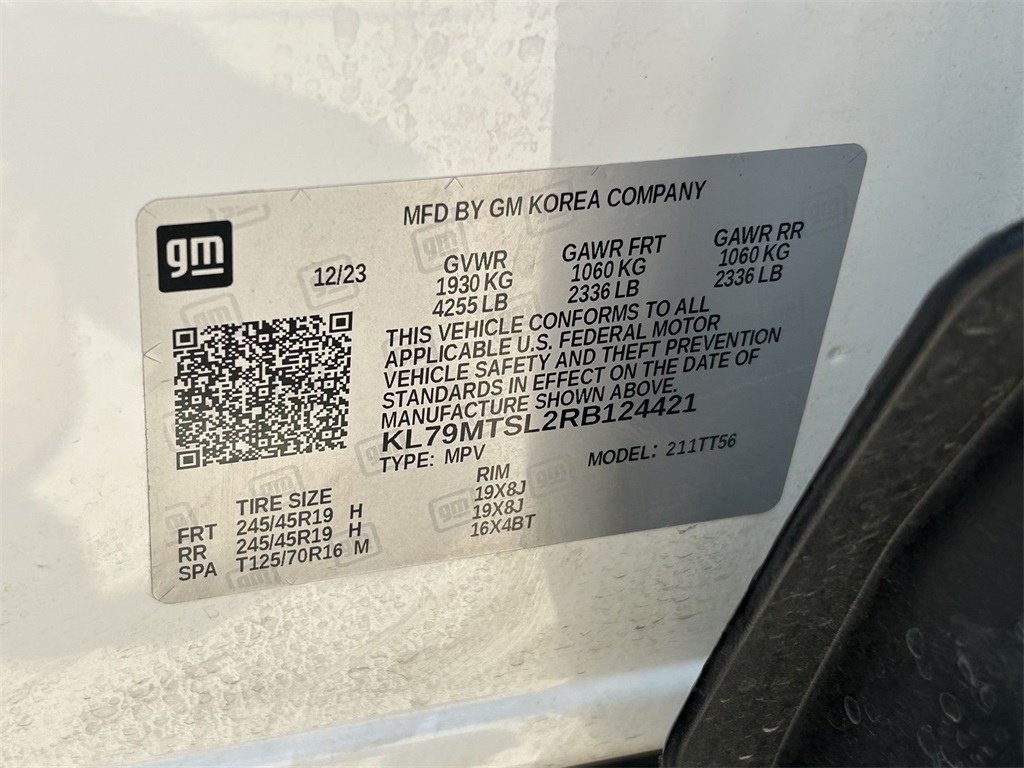 gm
MFD BY GM KOREA COMPANY
12/23
GVWR GAWR FRT GAWR RR
1930 KG 1060 KG 1060 KG
4255 LB 2336 LB 2336 LB
THIS VEHICLE CONFORMS TO ALL
APPLICABLE U.S. FEDERAL MOTOR
VEHICLE SAFETY AND THEFT PREVENTION
STANDARDS IN EFFECT ON THE DATE OF
MANUFACTURE SHOWN ABOVE.
KL79MTSL2RB124421
TYPE: MPV MODEL: 211TT56
TIRE SIZE RIM
FRT 245/45R19 H 19X8J
RR 245/45R19 H 19X8J
SPA T125/70R16 M 16X4BT